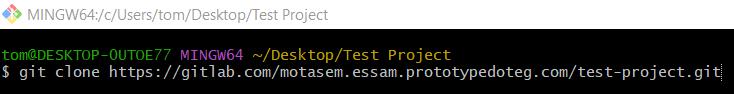 MINGW64:/c/Users/tom/Desktop/Test Project
tom@DESKTOP-OUTOE77 MINGW64 ~/Desktop/Test Project
$ git clone https://gitlab.com/motasem.essam.prototypedoteg.com/test-project.git